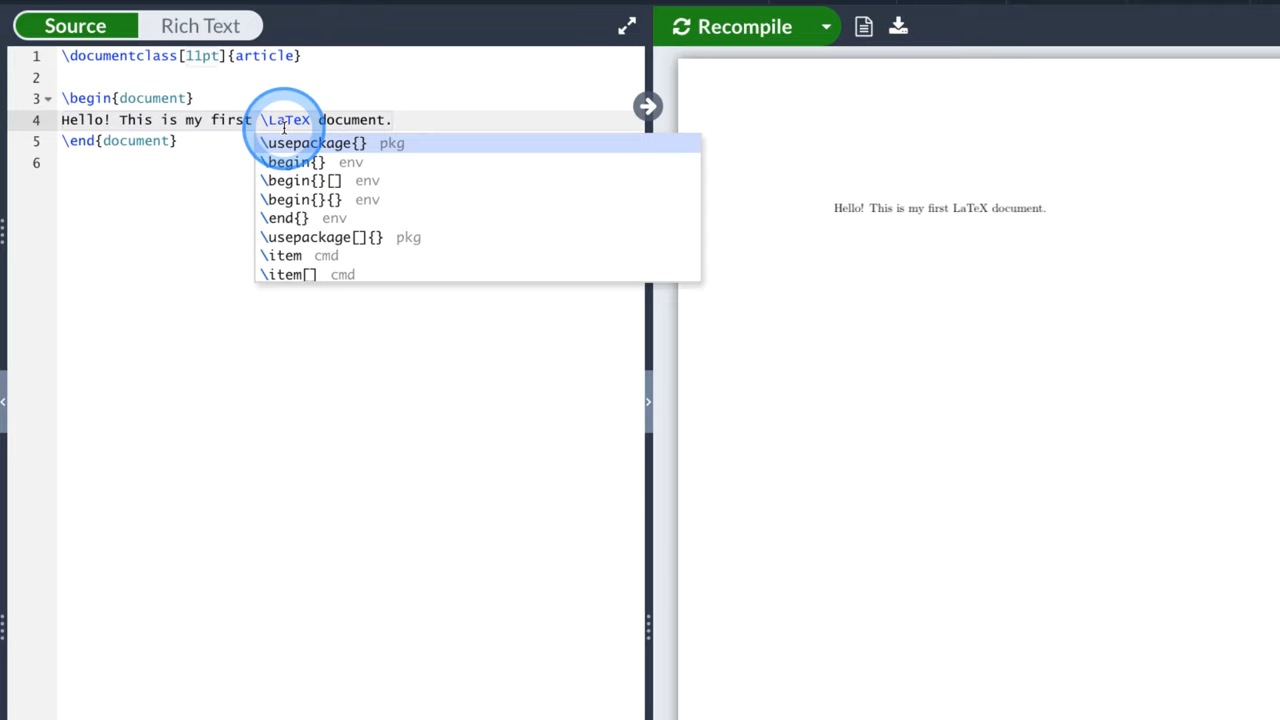 Source Rich Text
Recompile
1 \documentclass[11pt]{article}
2
3 \begin{document}
4 Hello! This is my first \LaTeX document.
5 \end{document}
6
\usepackage{} pkg
\begin{} env
\begin{}[] env
\begin{}{} env
\end{} env
\usepackage[]{} pkg
\item cmd
\item[] cmd
Hello! This is my first LaTeX document.